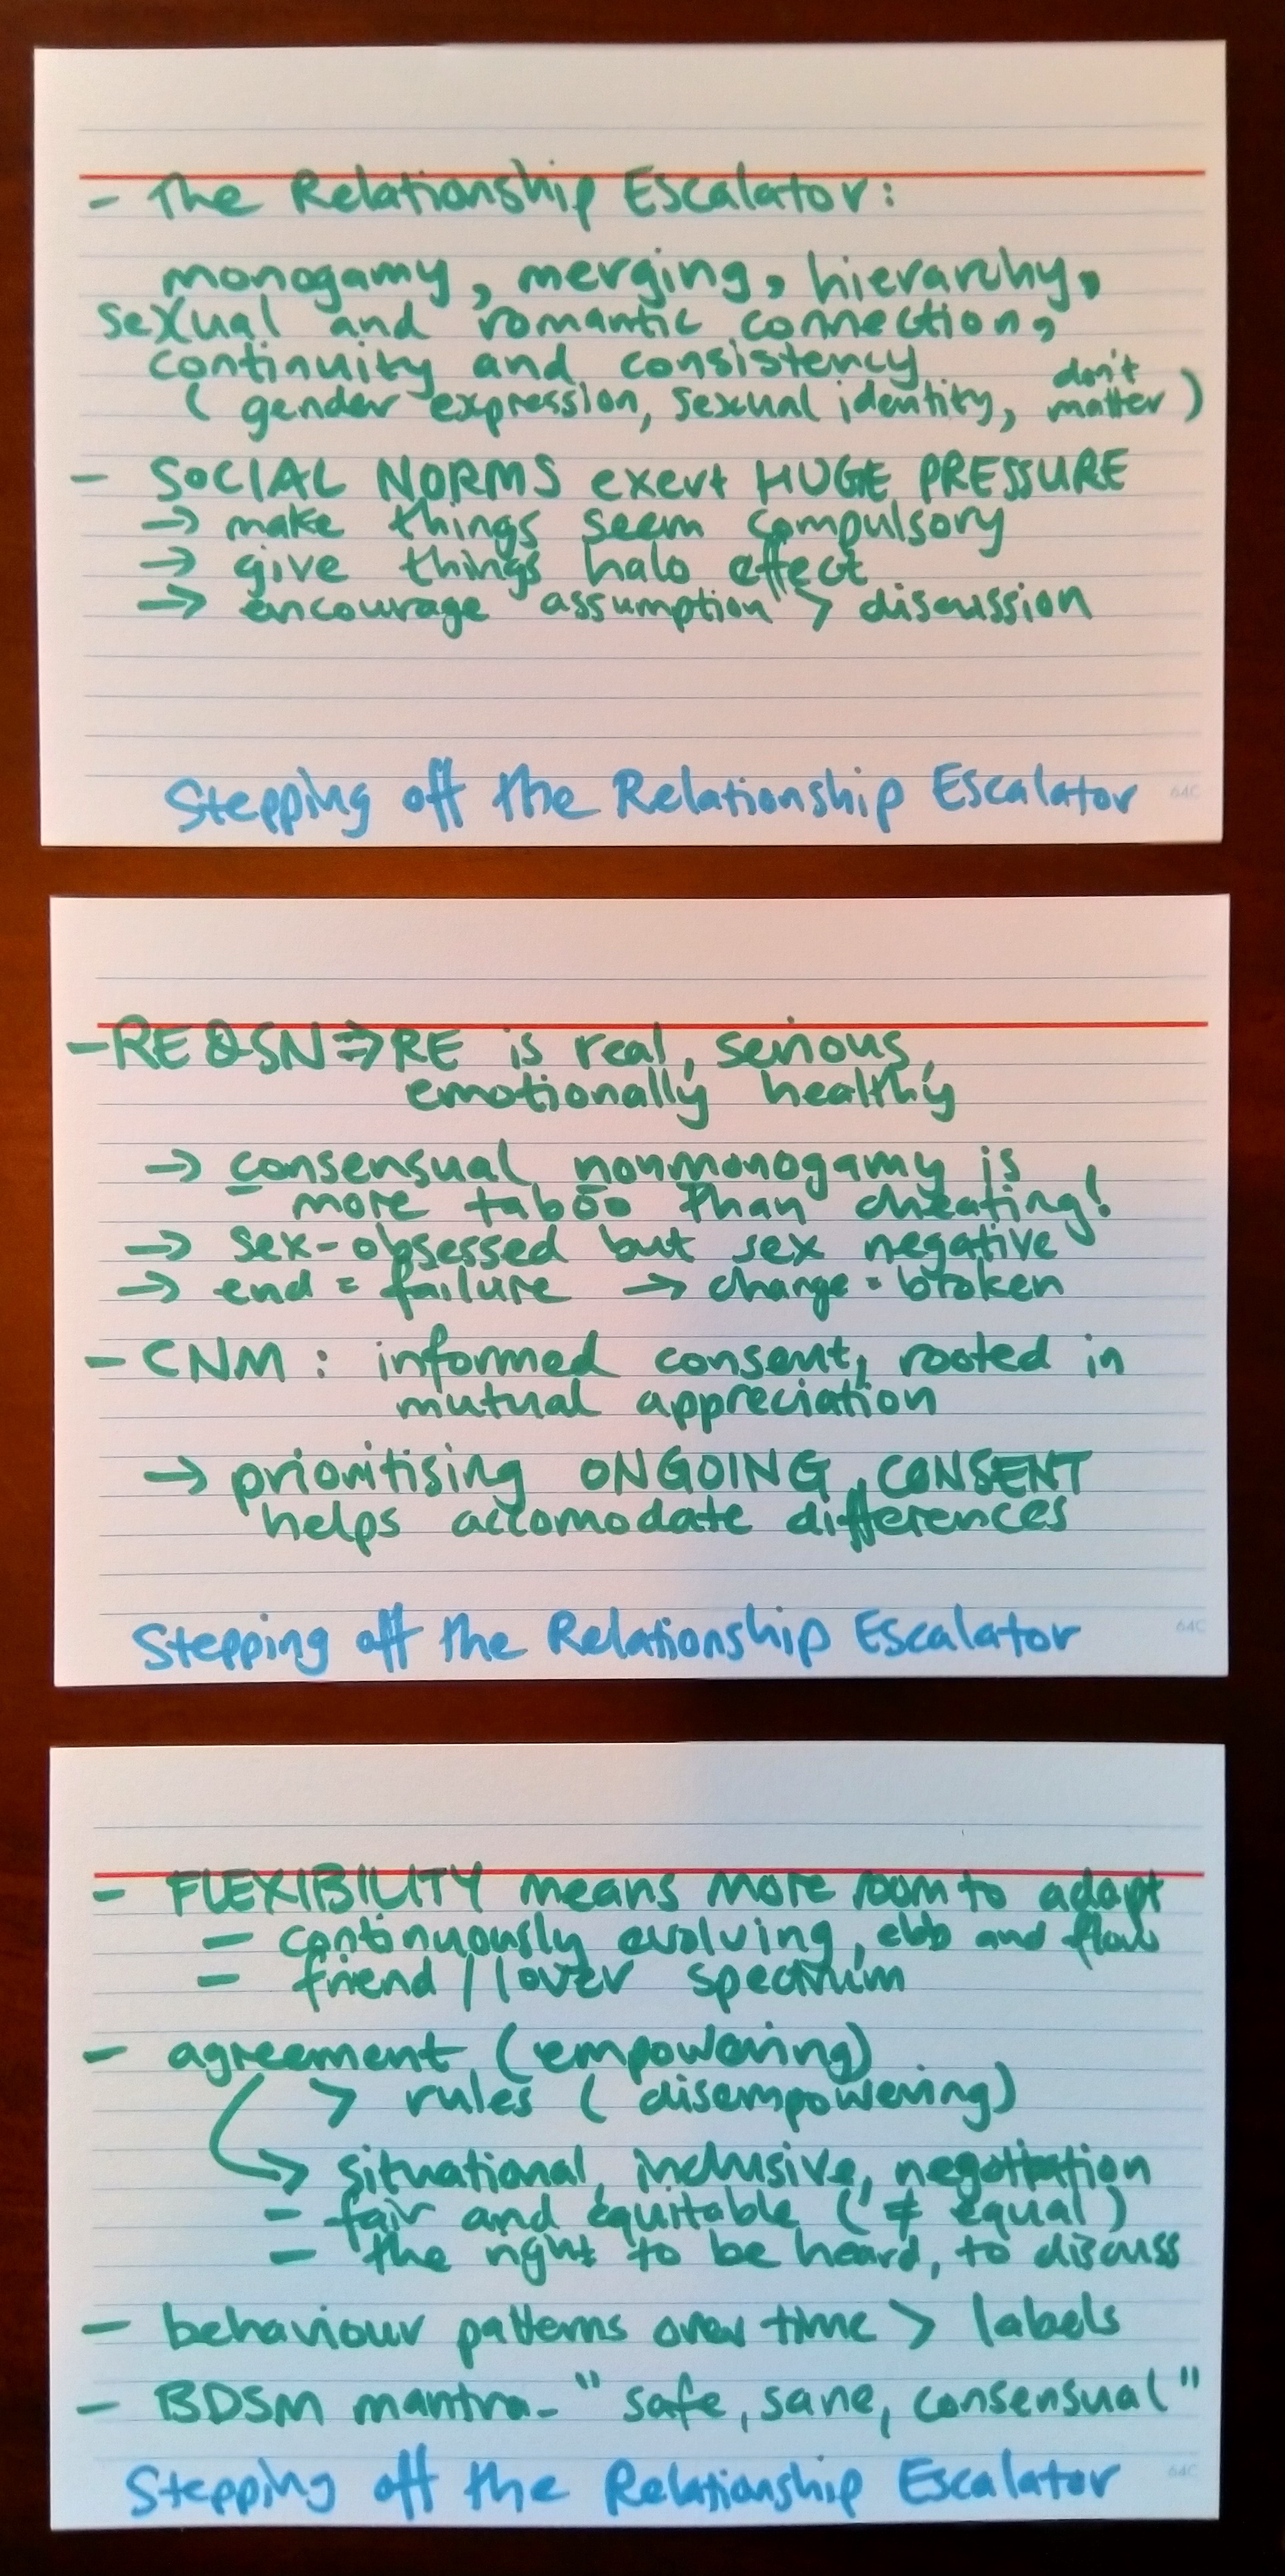 - The Relationship Escalator:
monogamy, merging, hierarchy,
sexual and romantic connection,
continuity and consistency
(gender expression, sexual identity, don't matter)
- SOCIAL NORMS exert HUGE PRESSURE
→ make things seem compulsory
→ give things halo effect
→ encourage assumption > discussion
Stepping off the Relationship Escalator
64C
- RE & SN ⇒ RE is real, serious,
emotionally healthy
→ consensual nonmonogamy is
more taboo than cheating!
→ sex-obsessed but sex negative
→ end = failure → change = broken
- CNM: informed consent, rooted in
mutual appreciation
→ prioritising ONGOING CONSENT
helps accomodate differences
Stepping off the Relationship Escalator
64C
- FLEXIBILITY means more room to adapt
- continuously evolving, ebb and flow
- friend/lover spectrum
- agreement (empowering)
> rules (disempowering)
→ situational, inclusive, negotiation
- fair and equitable (≠ equal)
- the right to be heard, to discuss
- behaviour patterns over time > labels
- BDSM mantra - "safe, sane, consensual"
Stepping off the Relationship Escalator
64C